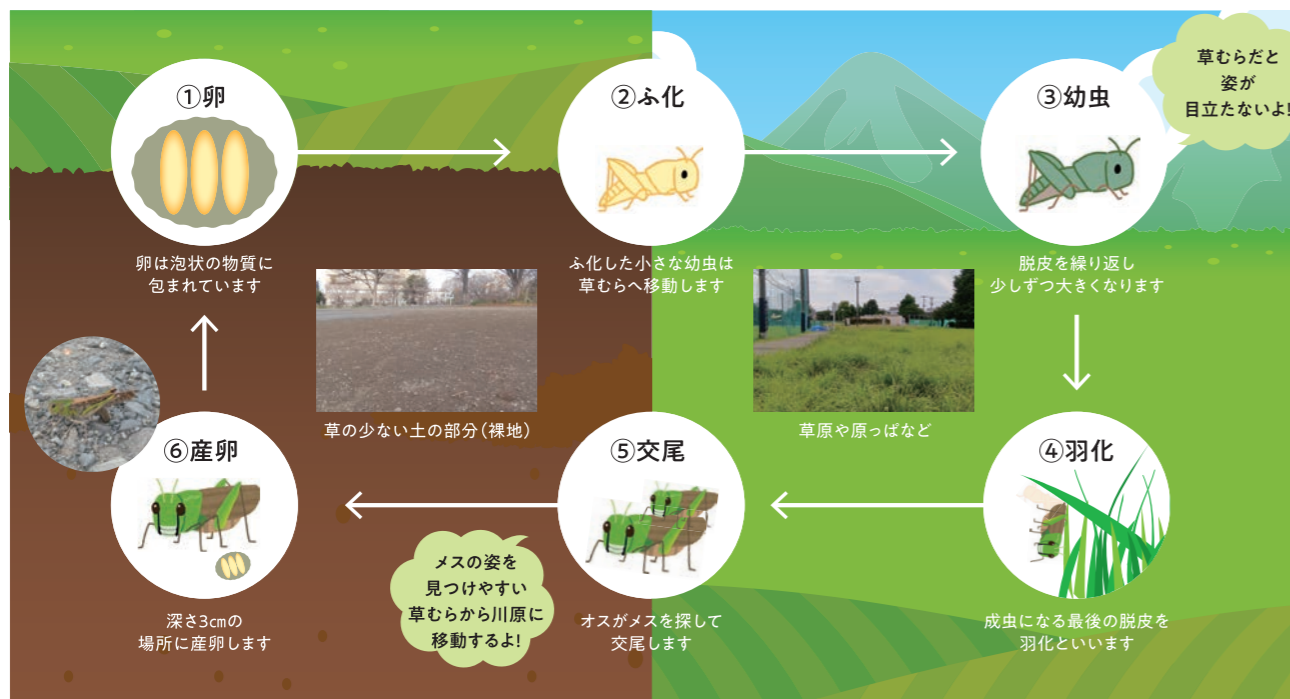 ①卵
卵は泡状の物質に
包まれています
②ふ化
ふ化した小さな幼虫は
草むらへ移動します
③幼虫
草むらだと
姿が
目立たないよ!
脱皮を繰り返し
少しずつ大きくなります
草の少ない土の部分(裸地)
草原や原っぱなど
④羽化
成虫になる最後の脱皮を
羽化といいます
⑤交尾
オスがメスを探して
交尾します
メスの姿を
見つけやすい
草むらから川原に
移動するよ!
⑥産卵
深さ3㎝の
場所に産卵します